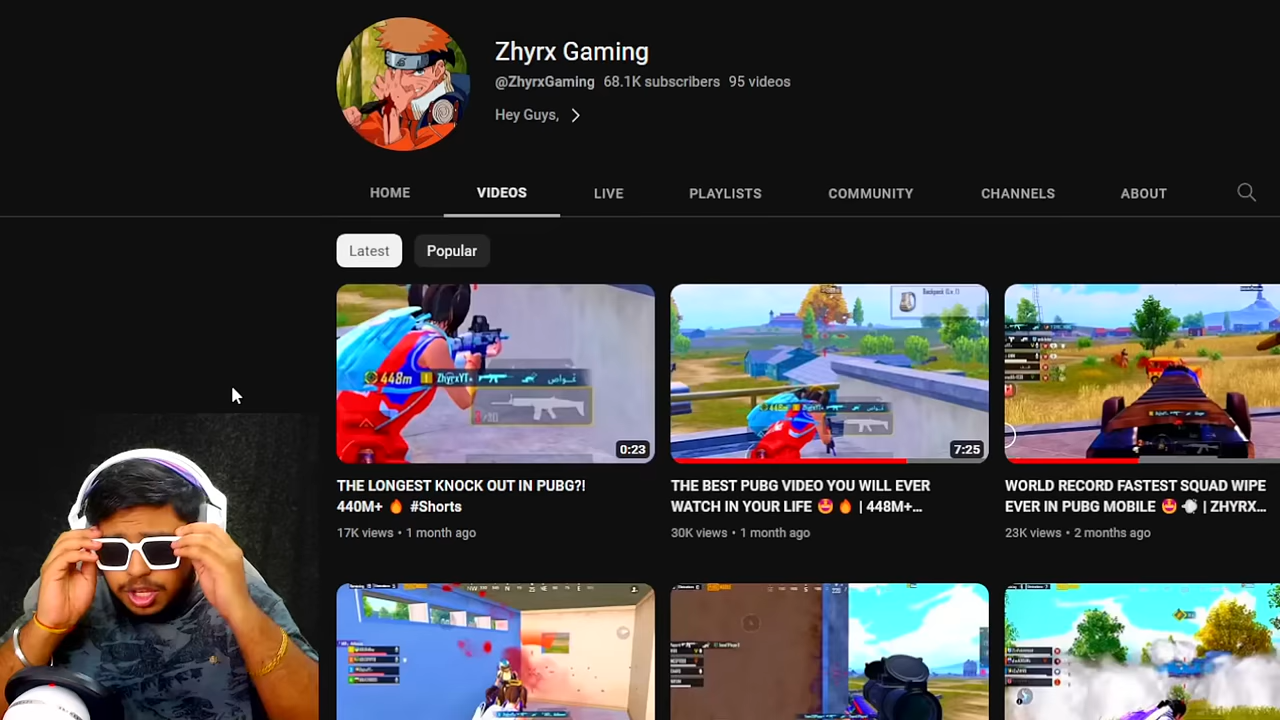 Zhyrx Gaming
@ZhyrxGaming 68.1K subscribers 95 videos
Hey Guys,
HOME VIDEOS LIVE PLAYLISTS COMMUNITY CHANNELS ABOUT
Latest Popular
448m
ZhyrxYT
غواص
0:23
7:25
THE LONGEST KNOCK OUT IN PUBG?!
440M+ 🔥 #Shorts
17K views • 1 month ago
THE BEST PUBG VIDEO YOU WILL EVER
WATCH IN YOUR LIFE 🤩 🔥 | 448M+...
30K views • 1 month ago
WORLD RECORD FASTEST SQUAD WIPE
EVER IN PUBG MOBILE 🤩 💨 | ZHYRX...
23K views • 2 months ago